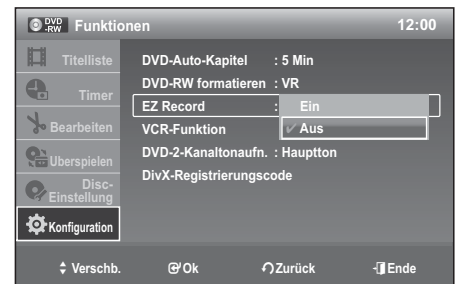 DVD -RW Funktionen 12:00
Titelliste
Timer
Bearbeiten
Uberspielen
Disc-
Einstellung
Konfiguration
DVD-Auto-Kapitel : 5 Min
DVD-RW formatieren : VR
EZ Record : Ein
VCR-Funktion ✓ Aus
DVD-2-Kanaltonaufn. : Hauptton
DivX-Registrierungscode
Verschb. Ok Zurück Ende